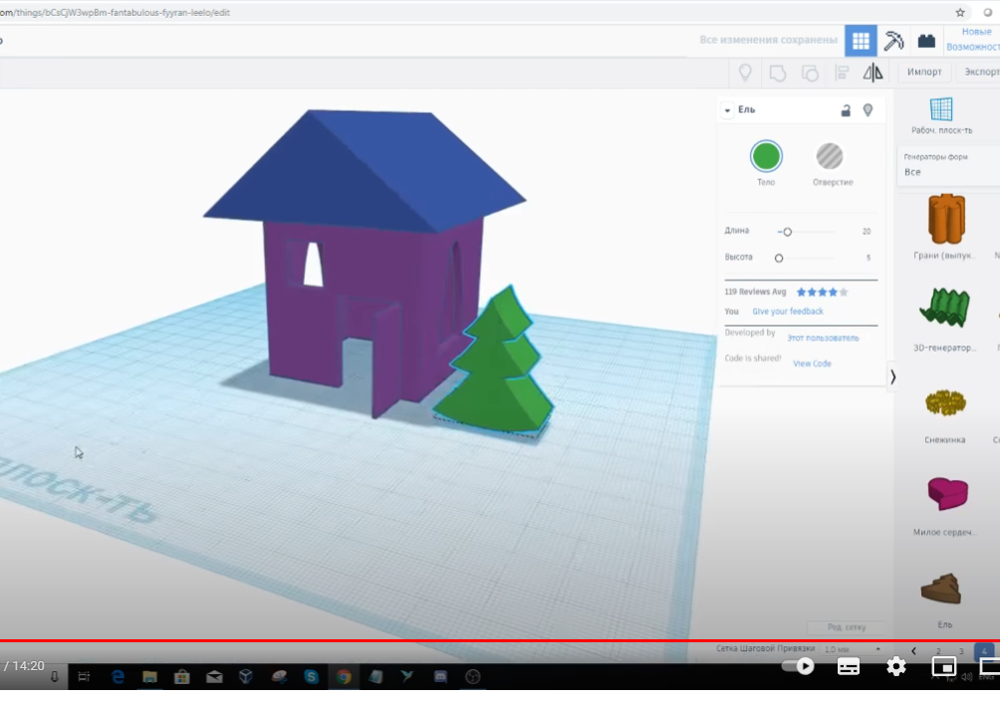 om/things/bCsCjW3wpBm-fantabulous-fyyran-leelo/edit
Все изменения сохранены
Новые
Возможност
Импорт
Экспорт
Ель
Тело
Отверстие
Длина
20
Высота
5
119 Reviews Avg
You
Give your feedback
Developed by
Этот пользователь
Code is shared!
View Code
Рабоч. плоск-ть
Генераторы форм
Все
Грани (выпук...
3D-генератор...
Снежинка
Милое сердеч...
Ель
плоск-ть
Ред. сетку
Сетка Шаговой Привязки
1,0 мм
2
3
4
/ 14:20
ENG